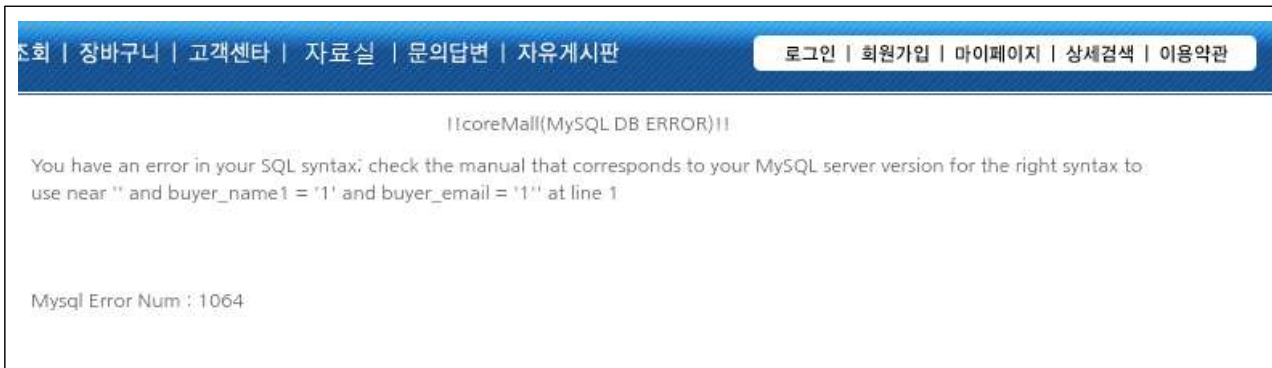 조회 | 장바구니 | 고객센타 | 자료실 | 문의답변 | 자유게시판
로그인 | 회원가입 | 마이페이지 | 상세검색 | 이용약관
!!coreMall(MySQL DB ERROR)!!
You have an error in your SQL syntax; check the manual that corresponds to your MySQL server version for the right syntax to
use near '' and buyer_name1 = '1' and buyer_email = '1'' at line 1
Mysql Error Num : 1064